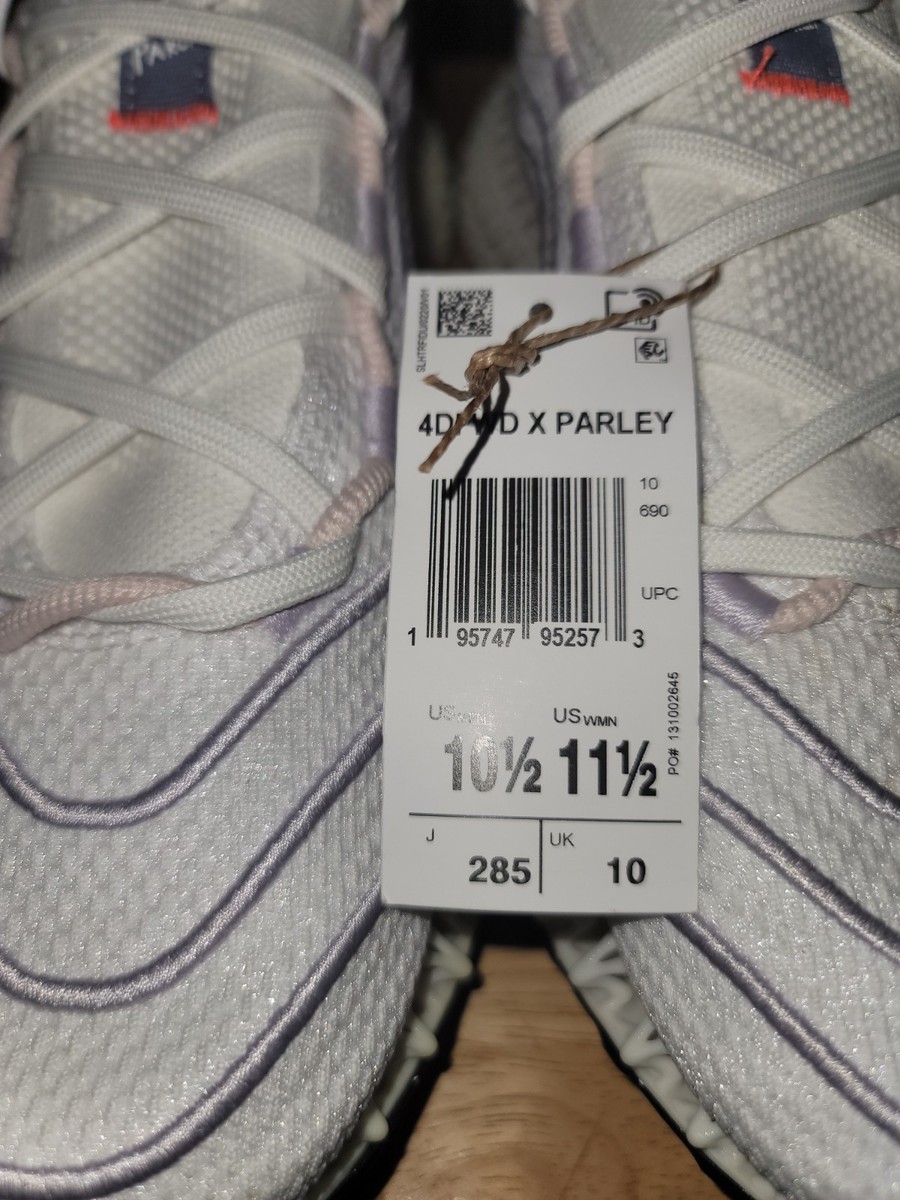 SLHTRFIDUI0220IV01
X PARLEY
10
690
UPC
1 95747 95257 3
US US WMN
10½ 11½
PO# 131002645
J UK
285 10